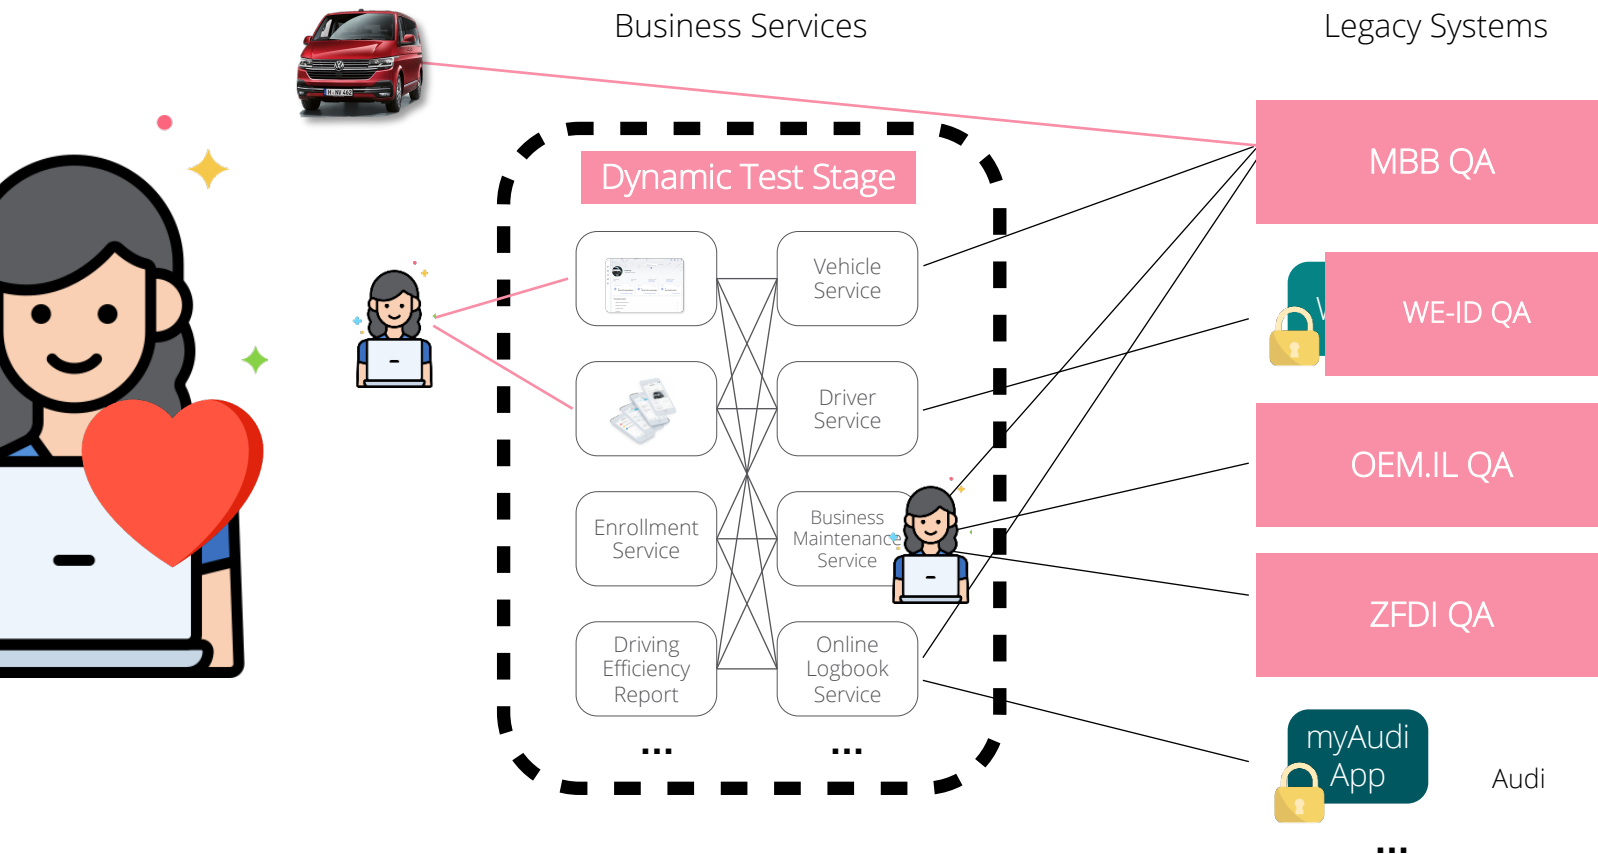 Business Services
Legacy Systems
Dynamic Test Stage
MBB QA
Vehicle
Service
WE-ID QA
Driver
Service
OEM.IL QA
Enrollment
Service
Business
Maintenance
Service
ZFDI QA
Driving
Efficiency
Report
Online
Logbook
Service
...
...
myAudi
App
Audi
...